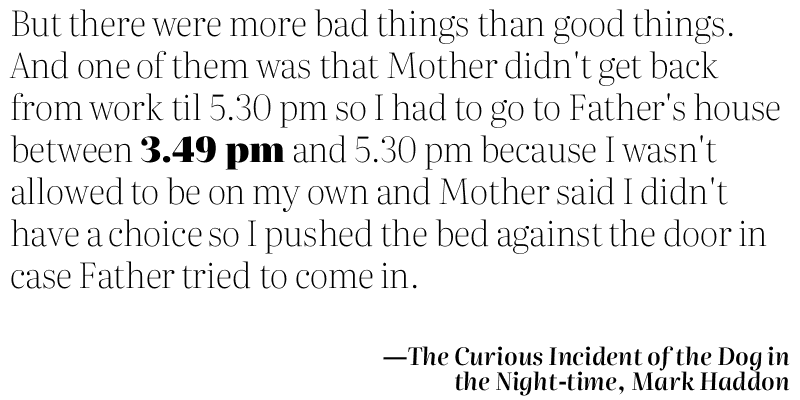 But there were more bad things than good things.
And one of them was that Mother didn't get back
from work til 5.30 pm so I had to go to Father's house
between 3.49 pm and 5.30 pm because I wasn't
allowed to be on my own and Mother said I didn't
have a choice so I pushed the bed against the door in
case Father tried to come in.
—The Curious Incident of the Dog in
the Night-time, Mark Haddon